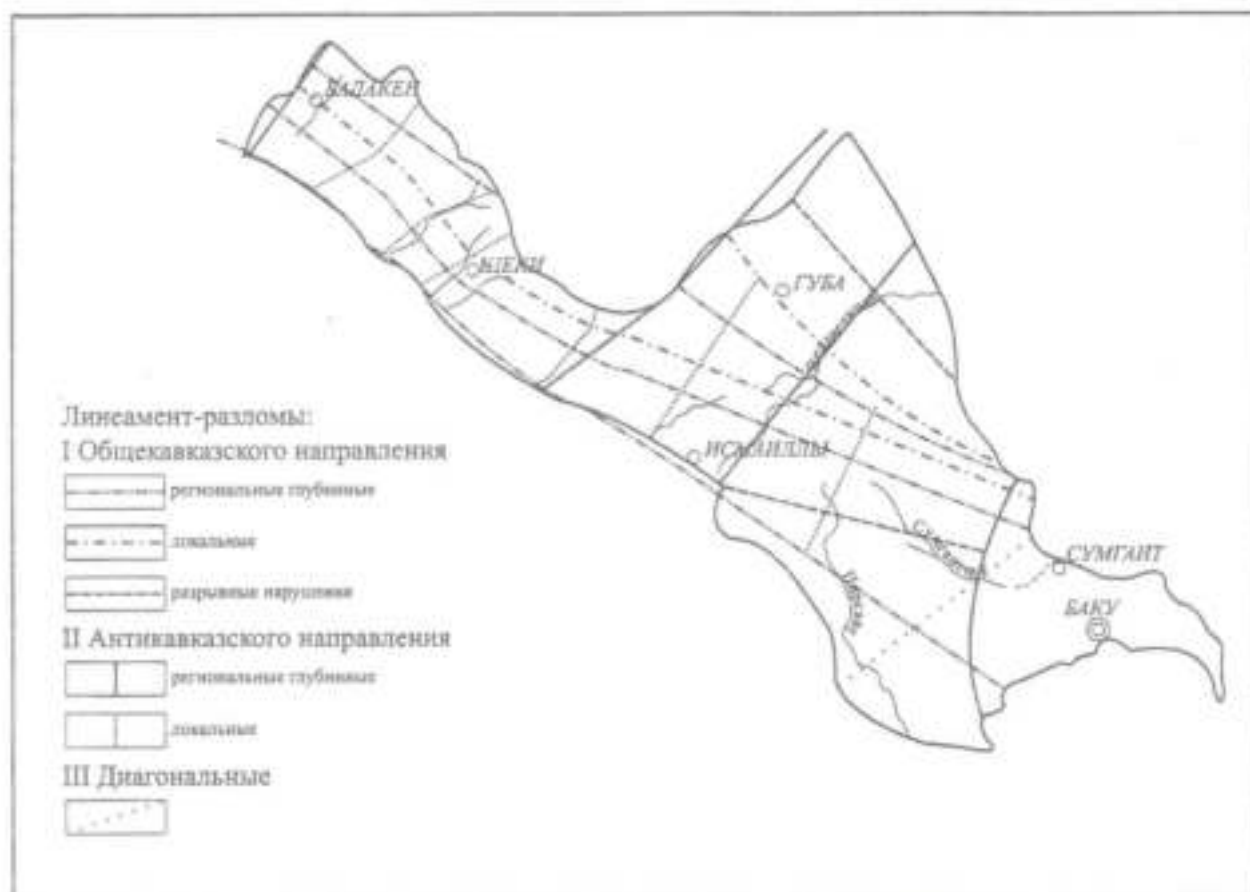 БАЛАКЕН
ШЕКИ
ГУБА
ИСМАИЛЛЫ
СУМГАИТ
БАКУ
Линеамент-разломы:
I Общекавказского направления
региональные глубинные
локальные
разрывные нарушения
II Антикавказского направления
региональные глубинные
локальные
III Диагональные